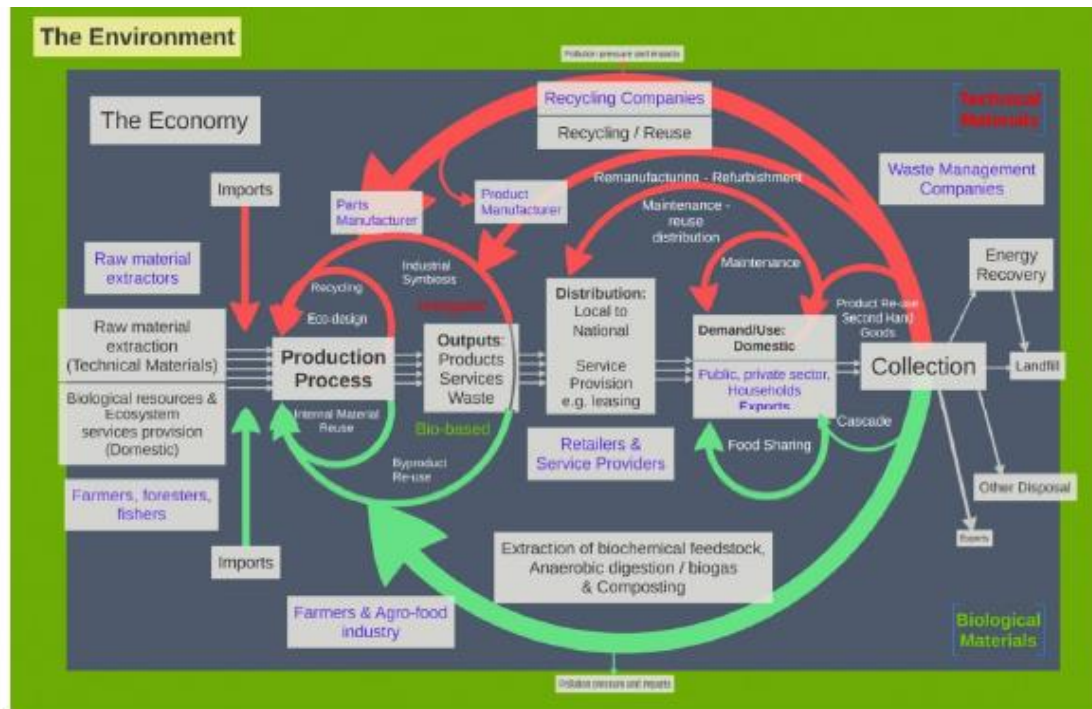 The Environment
Pollution pressure and impacts
The Economy
Recycling Companies
Recycling / Reuse
Technical
Materials
Waste Management
Companies
Imports
Parts
Manufacturer
Product
Manufacturer
Remanufacturing - Refurbishment
Maintenance -
reuse
distribution
Maintenance
Energy
Recovery
Raw material
extractors
Industrial
Symbiosis
Recycling
Eco-design
Distribution:
Local to
National
Service
Provision
e.g. leasing
Product Re-use
Second Hand
Goods
Raw material
extraction
(Technical Materials)
Biological resources &
Ecosystem
services provision
(Domestic)
Production
Process
Outputs:
Products
Services
Waste
Demand/Use:
Domestic
Public, private sector,
Households
Exports
Collection
Landfill
Internal Material
Reuse
Bio-based
Byproduct
Re-use
Retailers &
Service Providers
Food Sharing
Cascade
Farmers, foresters,
fishers
Other Disposal
Exports
Imports
Extraction of biochemical feedstock,
Anaerobic digestion / biogas
& Composting
Farmers & Agro-food
industry
Biological
Materials
Pollution pressure and impacts